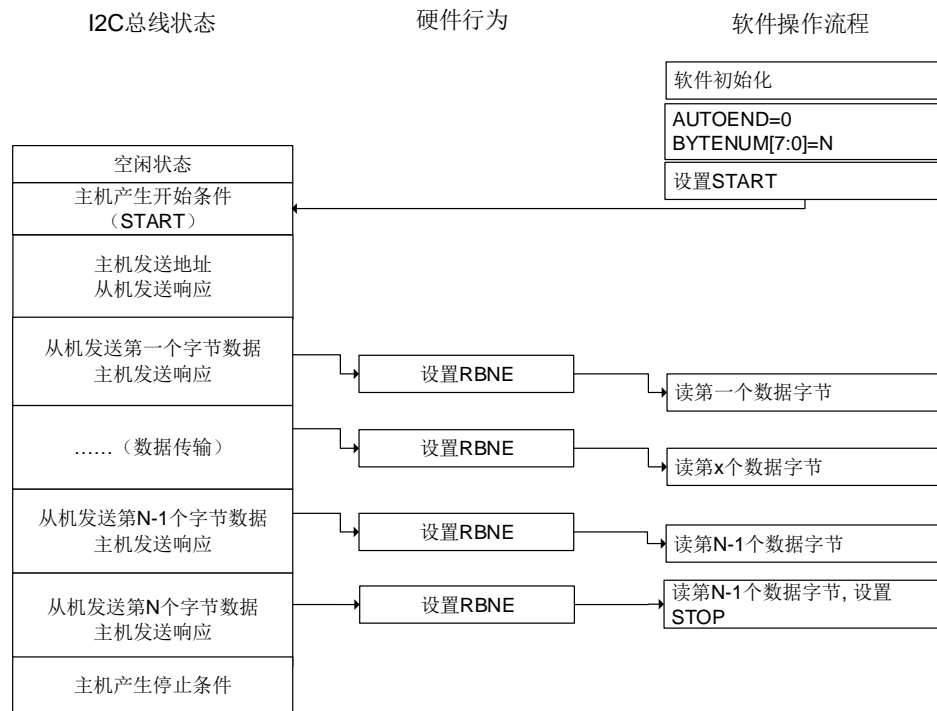 I2C总线状态
硬件行为
软件操作流程
软件初始化
AUTOEND=0
BYTENUM[7:0]=N
设置START
空闲状态
主机产生开始条件
（START）
主机发送地址
从机发送响应
从机发送第一个字节数据
主机发送响应
设置RBNE
读第一个数据字节
……（数据传输）
设置RBNE
读第x个数据字节
从机发送第N-1个字节数据
主机发送响应
设置RBNE
读第N-1个数据字节
从机发送第N个字节数据
主机发送响应
设置RBNE
读第N-1个数据字节, 设置
STOP
主机产生停止条件